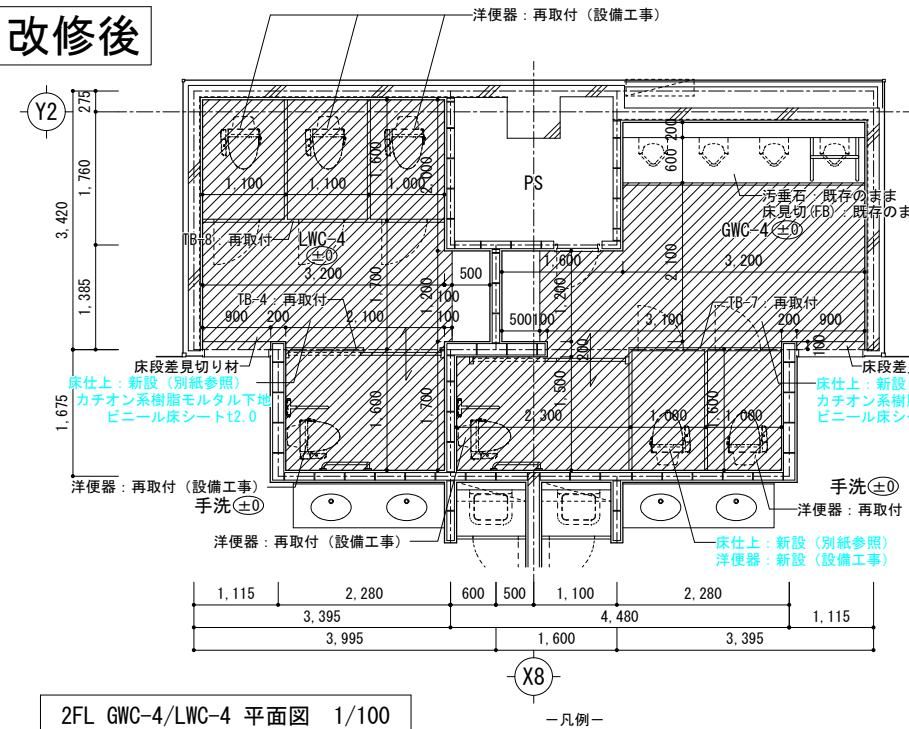 改修後
洋便器：再取付（設備工事）
Y2
275
1,760
3,420
1,385
1,675
1,100
1,100
1,000
1,600
2,000
PS
200
600
汚垂石：既存のまま
床見切(FB)：既存のま
GWC-4 ±0
TB-8：再取付
LWC-4
±0
3,200
500
1,600
3,200
2,100
1,700
1,200
100
1,200
TB-4：再取付
TB-7：再取付
900
200
2,100
100
500
100
3,100
200
900
200
100
床段差見切り材
床段差
床仕上：新設（別紙参照）
カチオン系樹脂モルタル下地
ビニール床シートt2.0
床仕上：新設
カチオン系樹
ビニール床シー
1,600
1,700
1,500
2,300
1,000
1,600
1,000
洋便器：再取付（設備工事）
手洗 ±0
手洗 ±0
洋便器：再取付
洋便器：再取付（設備工事）
床仕上：新設（別紙参照）
洋便器：新設（設備工事）
1,115
2,280
600
500
1,100
2,280
3,395
4,480
1,115
3,995
1,600
3,395
X8
2FL GWC-4/LWC-4 平面図 1/100
－凡例－